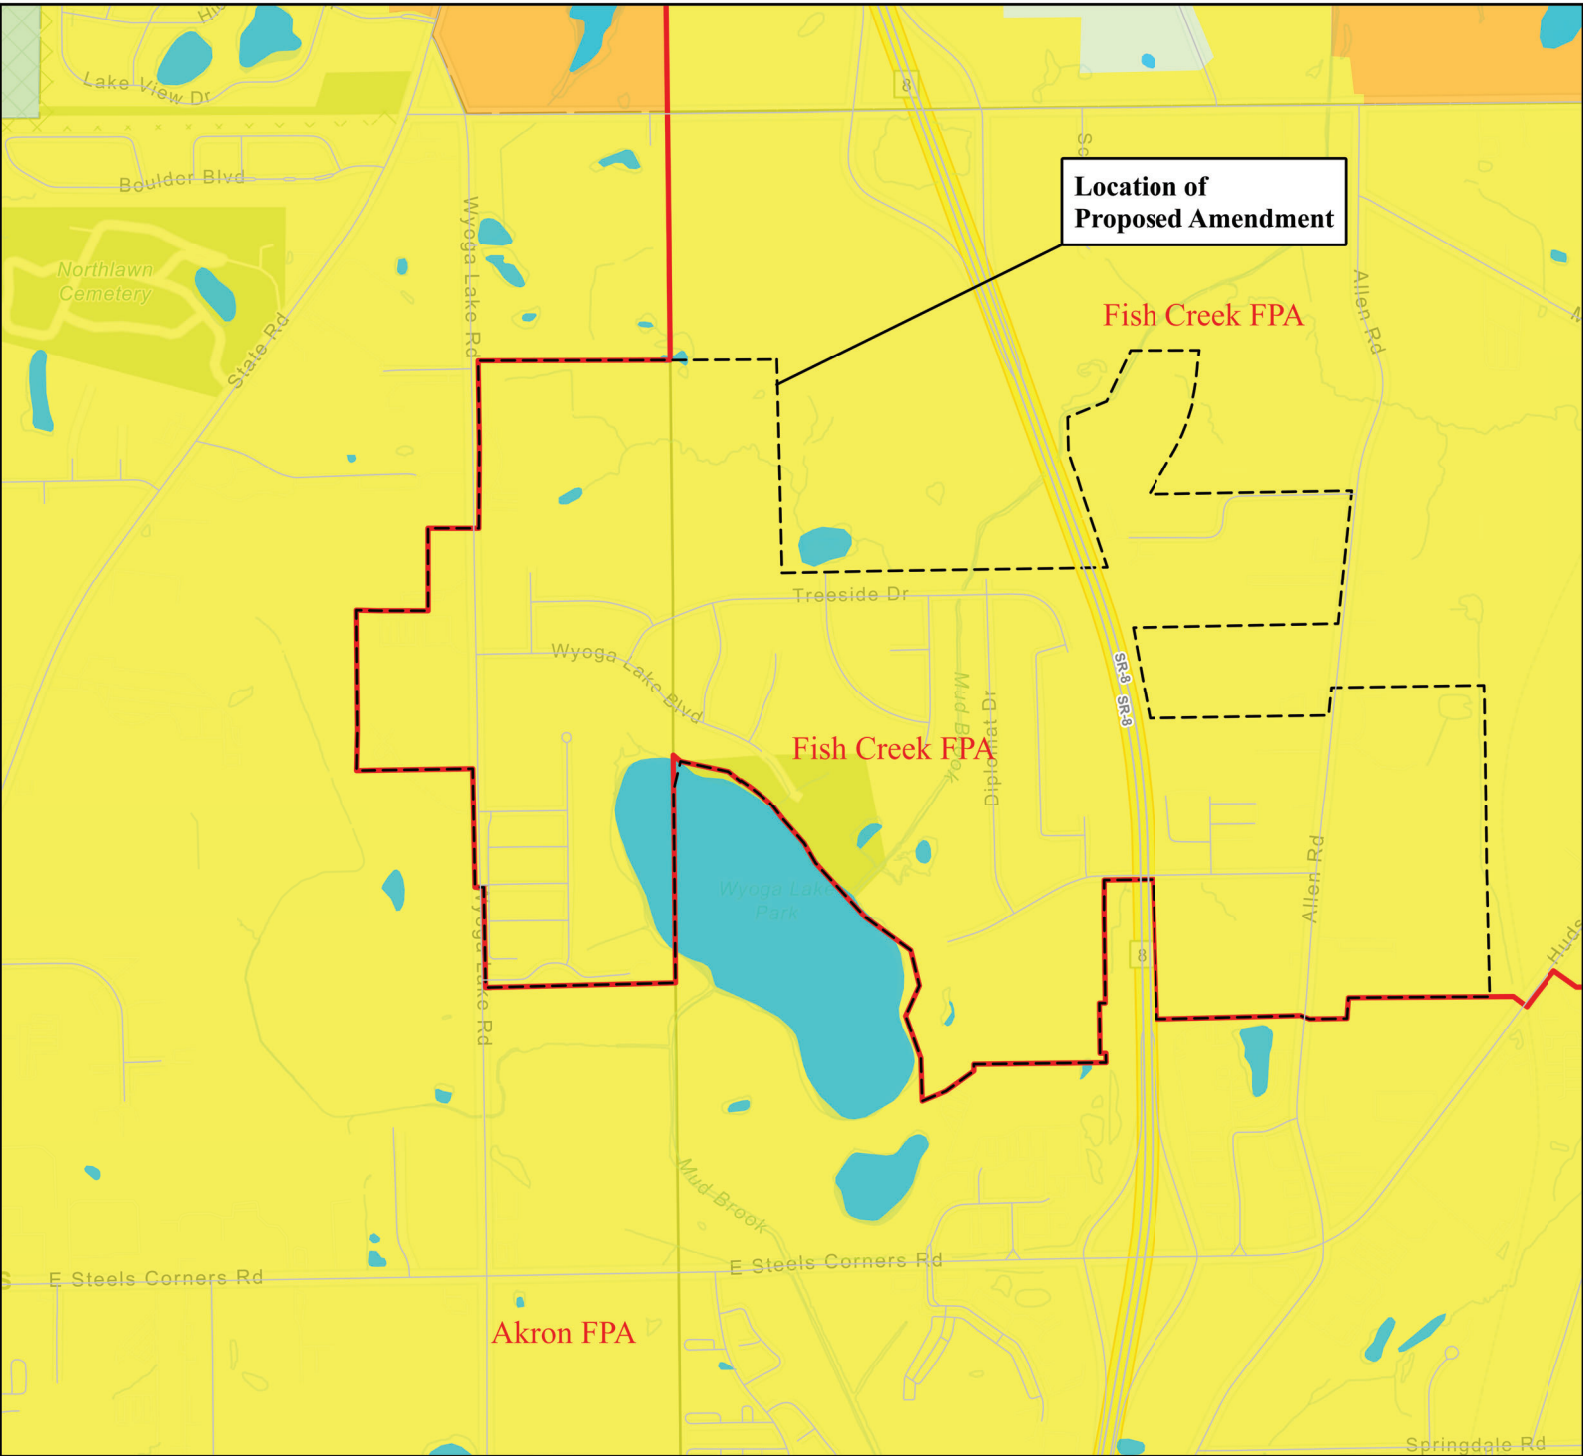 Lake View Dr
8
Boulder Blvd
Location of
Proposed Amendment
Northlawn
Cemetery
State Rd
Wyoga Lake Rd
Fish Creek FPA
Allen Rd
Treeside Dr
Wyoga Lake Blvd
SR-8
SR-8
Mud Brook
Diplomat Dr
Fish Creek FPA
Wyoga Lake
Park
Allen Rd
8
Wyoga Lake Rd
Mud Brook
E Steels Corners Rd
E Steels Corners Rd
Akron FPA
Springdale Rd